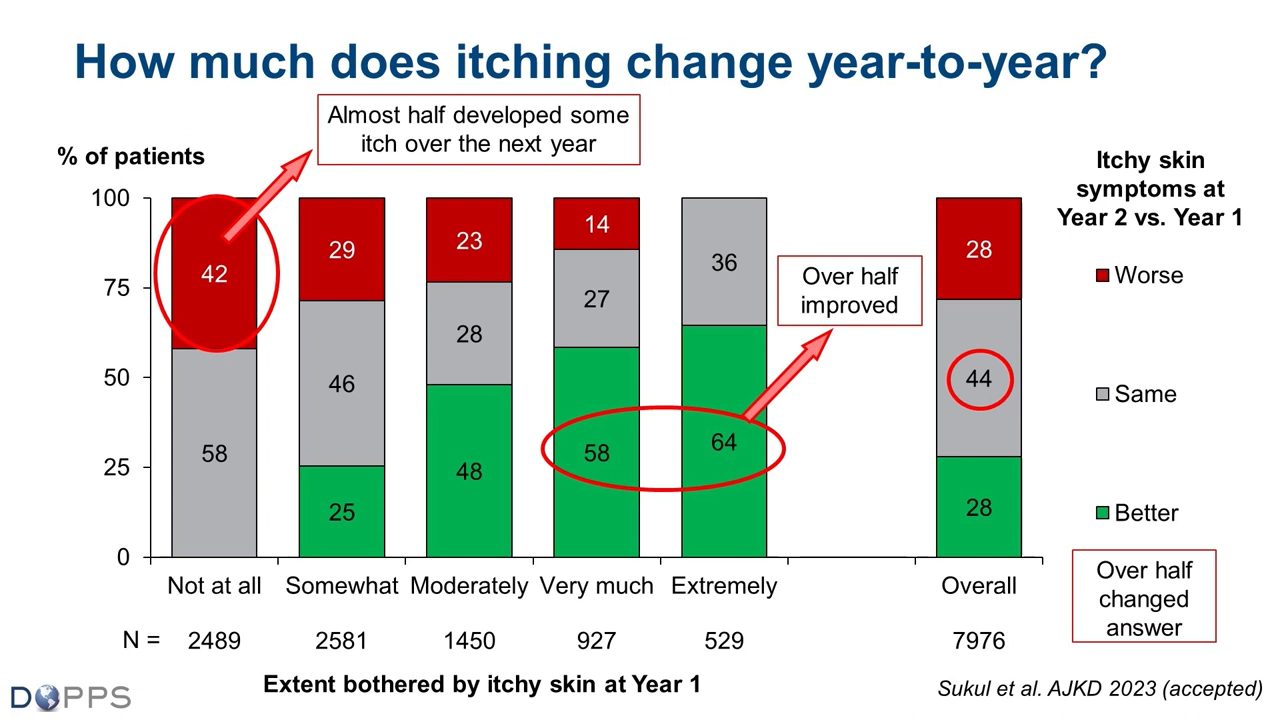 How much does itching change year-to-year?
Almost half developed some
itch over the next year
% of patients
Itchy skin
symptoms at
Year 2 vs. Year 1
100
75
50
25
0
42
58
29
46
25
23
28
48
14
27
58
36
64
28
44
28
Over half
improved
Worse
Same
Better
Over half
changed
answer
Not at all Somewhat Moderately Very much Extremely Overall
N = 2489 2581 1450 927 529 7976
Extent bothered by itchy skin at Year 1
DOPPS
Sukul et al. AJKD 2023 (accepted)